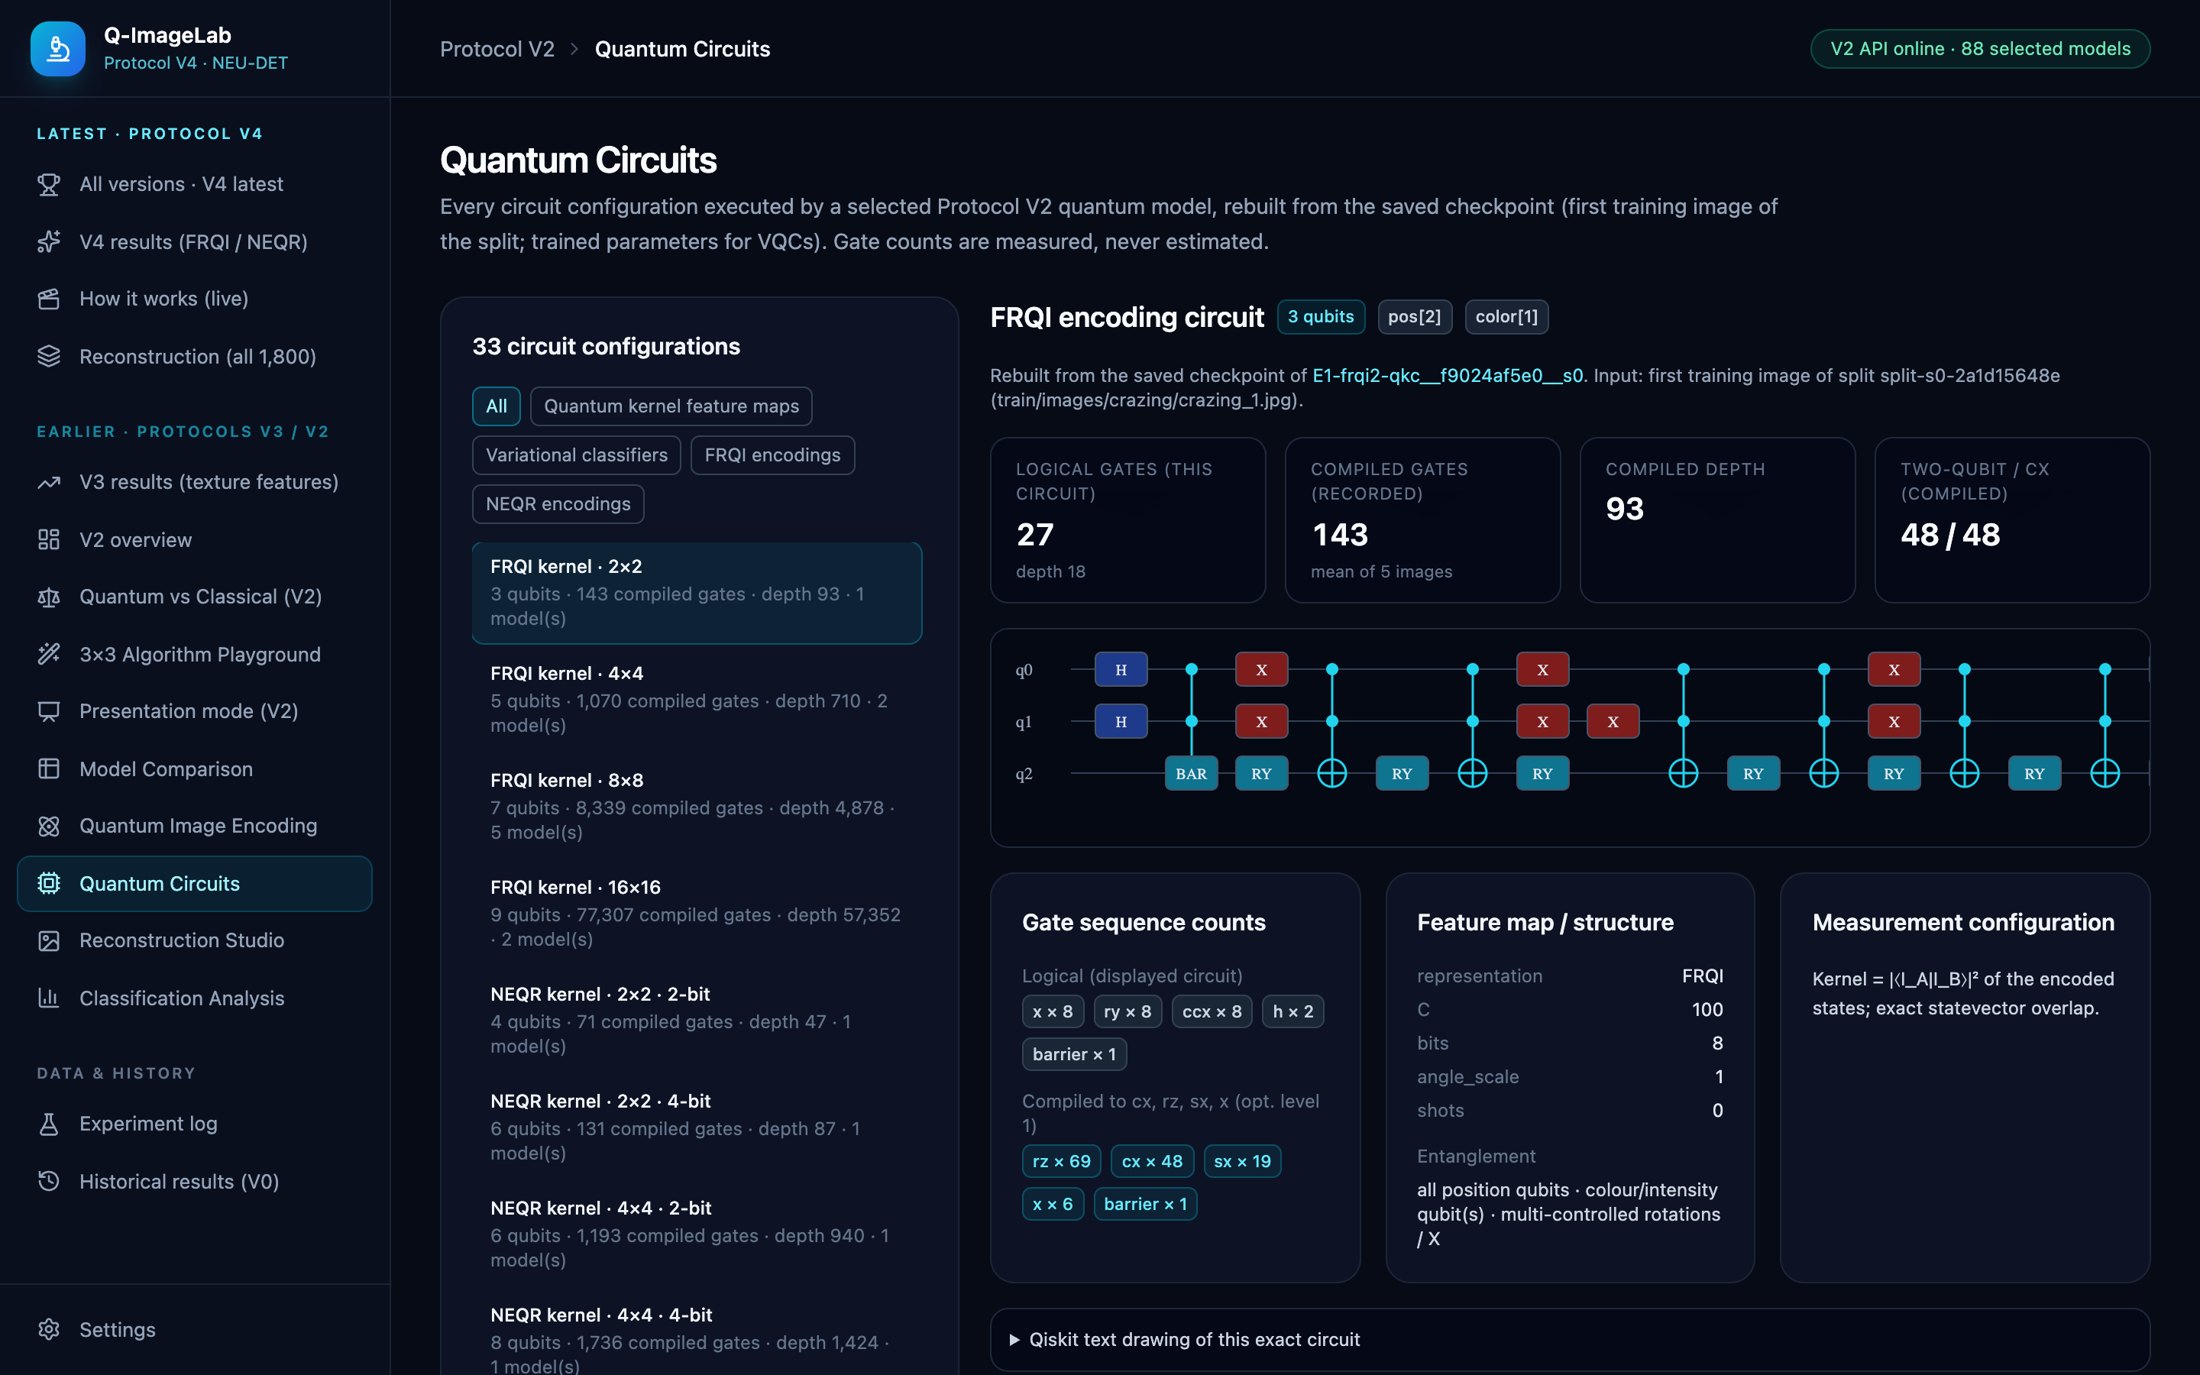 Q-ImageLab
Protocol V4 · NEU-DET
LATEST · PROTOCOL V4
All versions · V4 latest
V4 results (FRQI / NEQR)
How it works (live)
Reconstruction (all 1,800)
EARLIER · PROTOCOLS V3 / V2
V3 results (texture features)
V2 overview
Quantum vs Classical (V2)
3×3 Algorithm Playground
Presentation mode (V2)
Model Comparison
Quantum Image Encoding
Quantum Circuits
Reconstruction Studio
Classification Analysis
DATA & HISTORY
Experiment log
Historical results (V0)
Settings
Protocol V2 > Quantum Circuits
V2 API online · 88 selected models
Quantum Circuits
Every circuit configuration executed by a selected Protocol V2 quantum model, rebuilt from the saved checkpoint (first training image of
the split; trained parameters for VQCs). Gate counts are measured, never estimated.
33 circuit configurations
All
Quantum kernel feature maps
Variational classifiers
FRQI encodings
NEQR encodings
FRQI kernel · 2×2
3 qubits · 143 compiled gates · depth 93 · 1
model(s)
FRQI kernel · 4×4
5 qubits · 1,070 compiled gates · depth 710 · 2
model(s)
FRQI kernel · 8×8
7 qubits · 8,339 compiled gates · depth 4,878 ·
5 model(s)
FRQI kernel · 16×16
9 qubits · 77,307 compiled gates · depth 57,352
· 2 model(s)
NEQR kernel · 2×2 · 2-bit
4 qubits · 71 compiled gates · depth 47 · 1
model(s)
NEQR kernel · 2×2 · 4-bit
6 qubits · 131 compiled gates · depth 87 · 1
model(s)
NEQR kernel · 4×4 · 2-bit
6 qubits · 1,193 compiled gates · depth 940 · 1
model(s)
NEQR kernel · 4×4 · 4-bit
8 qubits · 1,736 compiled gates · depth 1,424 ·
1 model(s)
FRQI encoding circuit
3 qubits
pos[2]
color[1]
Rebuilt from the saved checkpoint of E1-frqi2-qkc__f9024af5e0__s0. Input: first training image of split split-s0-2a1d15648e
(train/images/crazing/crazing_1.jpg).
LOGICAL GATES (THIS
CIRCUIT)
27
depth 18
COMPILED GATES
(RECORDED)
143
mean of 5 images
COMPILED DEPTH
93
TWO-QUBIT / CX
(COMPILED)
48 / 48
q0 H X X X
q1 H X X X X
q2 BAR RY RY RY RY RY RY
Gate sequence counts
Logical (displayed circuit)
x × 8 ry × 8 ccx × 8 h × 2
barrier × 1
Compiled to cx, rz, sx, x (opt. level
1)
rz × 69 cx × 48 sx × 19
x × 6 barrier × 1
Feature map / structure
representation FRQI
C 100
bits 8
angle_scale 1
shots 0
Entanglement
all position qubits · colour/intensity
qubit(s) · multi-controlled rotations
/ X
Measurement configuration
Kernel = |⟨I_A|I_B⟩|² of the encoded
states; exact statevector overlap.
Qiskit text drawing of this exact circuit